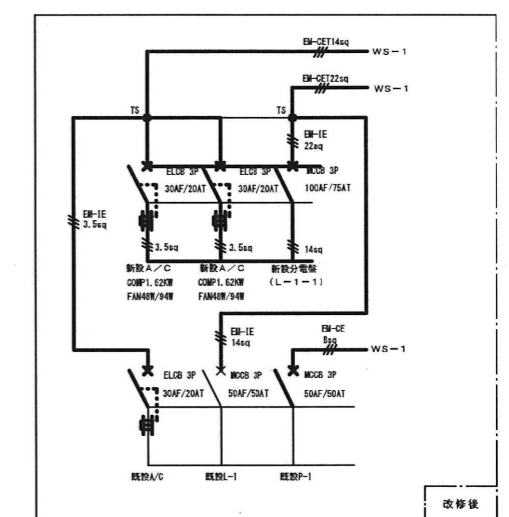 EM-CET14sq
WS-1
EM-CET22sq
WS-1
TS
TS
EM-IE
22sq
ELCB 3P
30AF/20AT
ELCB 3P
30AF/20AT
MCCB 3P
100AF/75AT
EM-IE
3.5sq
3.5sq
3.5sq
14sq
新設A/C
COMP1.62KW
FAN48W/94W
新設A/C
COMP1.62KW
FAN48W/94W
新設分電盤
(L-1-1)
EM-IE
14sq
EM-CE
8sq
WS-1
ELCB 3P
30AF/20AT
MCCB 3P
50AF/50AT
MCCB 3P
50AF/50AT
既設A/C
既設L-1
既設P-1
改修後